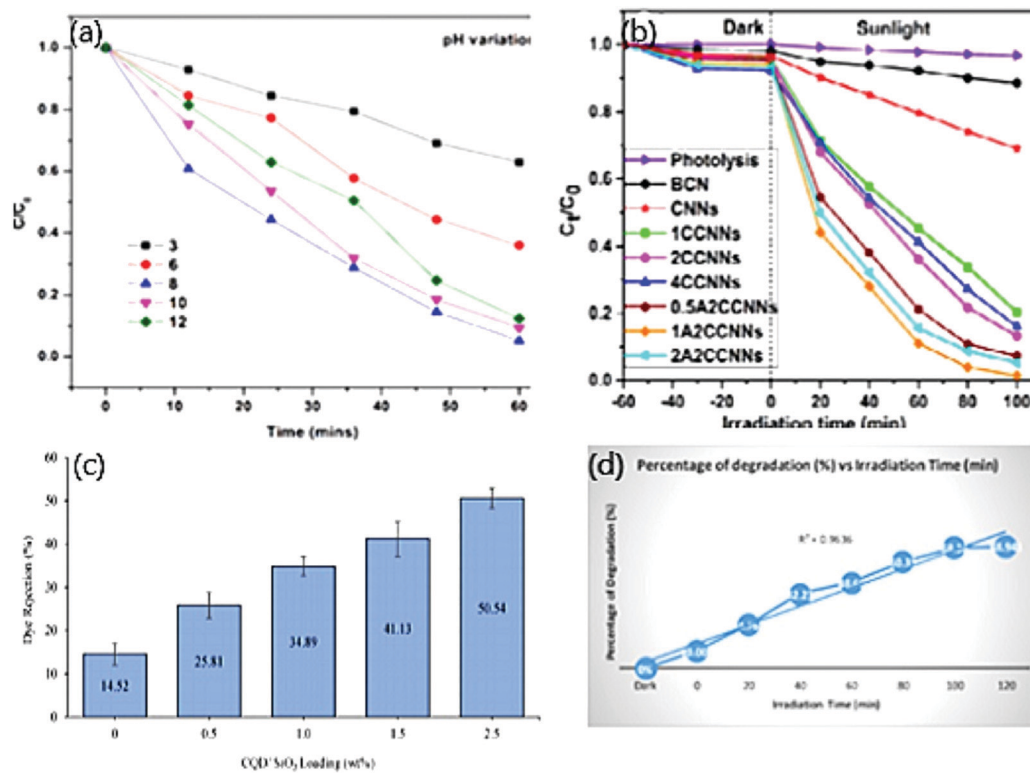 (a)
pH variation
1.0
0.8
0.6
0.4
0.2
0.0
C/C₀
3
6
8
10
12
0 10 20 30 40 50 60
Time (mins)
(b)
Dark Sunlight
1.0
0.8
0.6
0.4
0.2
0.0
Cₜ/C₀
Photolysis
BCN
CNNs
1CCNNs
2CCNNs
4CCNNs
0.5A2CCNNs
1A2CCNNs
2A2CCNNs
-60 -40 -20 0 20 40 60 80 100
Irradiation time (min)
(c)
60
50
40
30
20
10
0
Dye Rejection (%)
14.52
25.81
34.89
41.13
50.54
0 0.5 1.0 1.5 2.5
Loading (wt%)
(d)
Percentage of degradation (%) vs Irradiation Time (min)
Percentage of Degradation (%)
R² = 0.9636
Dark 0 20 40 60 80 100 120
Irradiation Time (min)